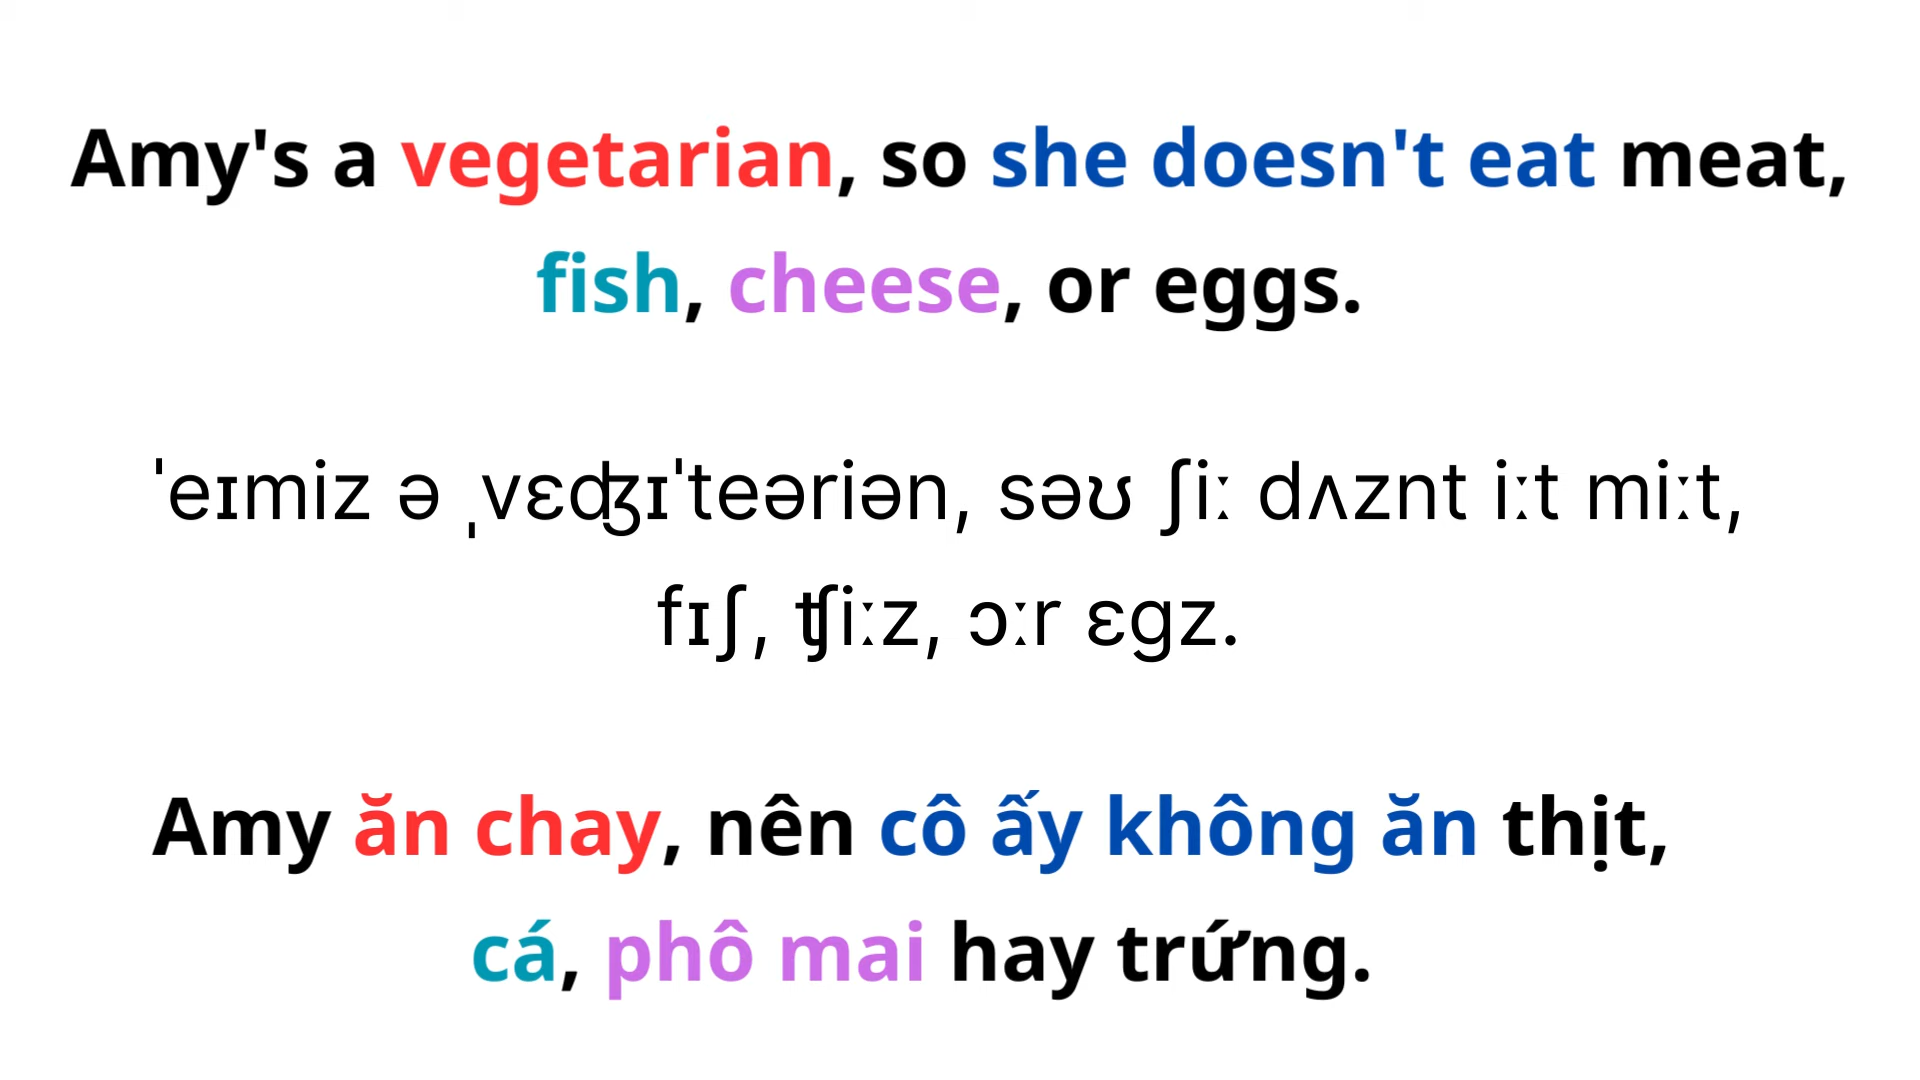 Amy's a vegetarian, so she doesn't eat meat,
fish, cheese, or eggs.
ˈeɪmiz ə ˌvɛʤɪˈteəriən, səʊ ʃiː dʌznt iːt miːt,
fɪʃ, ʧiːz, ɔːr ɛgz.
Amy ăn chay, nên cô ấy không ăn thịt,
cá, phô mai hay trứng.